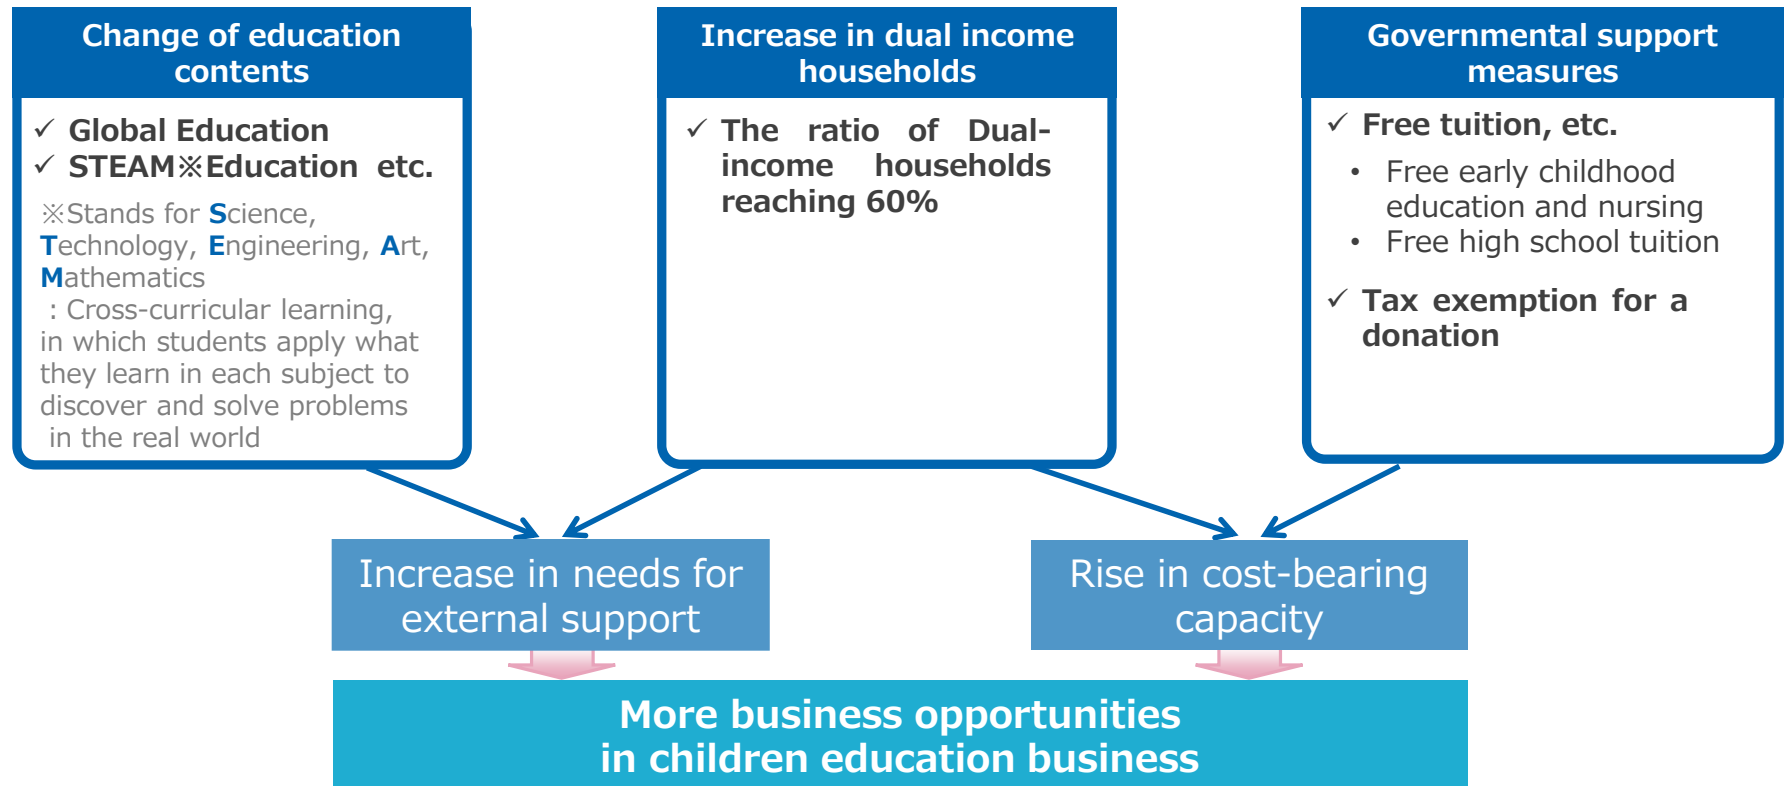 Change of education
contents
✓ Global Education
✓ STEAM※Education etc.
※Stands for Science,
Technology, Engineering, Art,
Mathematics
: Cross-curricular learning,
in which students apply what
they learn in each subject to
discover and solve problems
in the real world
Increase in dual income
households
✓ The ratio of Dual-
income households
reaching 60%
Governmental support
measures
✓ Free tuition, etc.
• Free early childhood
education and nursing
• Free high school tuition
✓ Tax exemption for a
donation
Increase in needs for
external support
Rise in cost-bearing
capacity
More business opportunities
in children education business